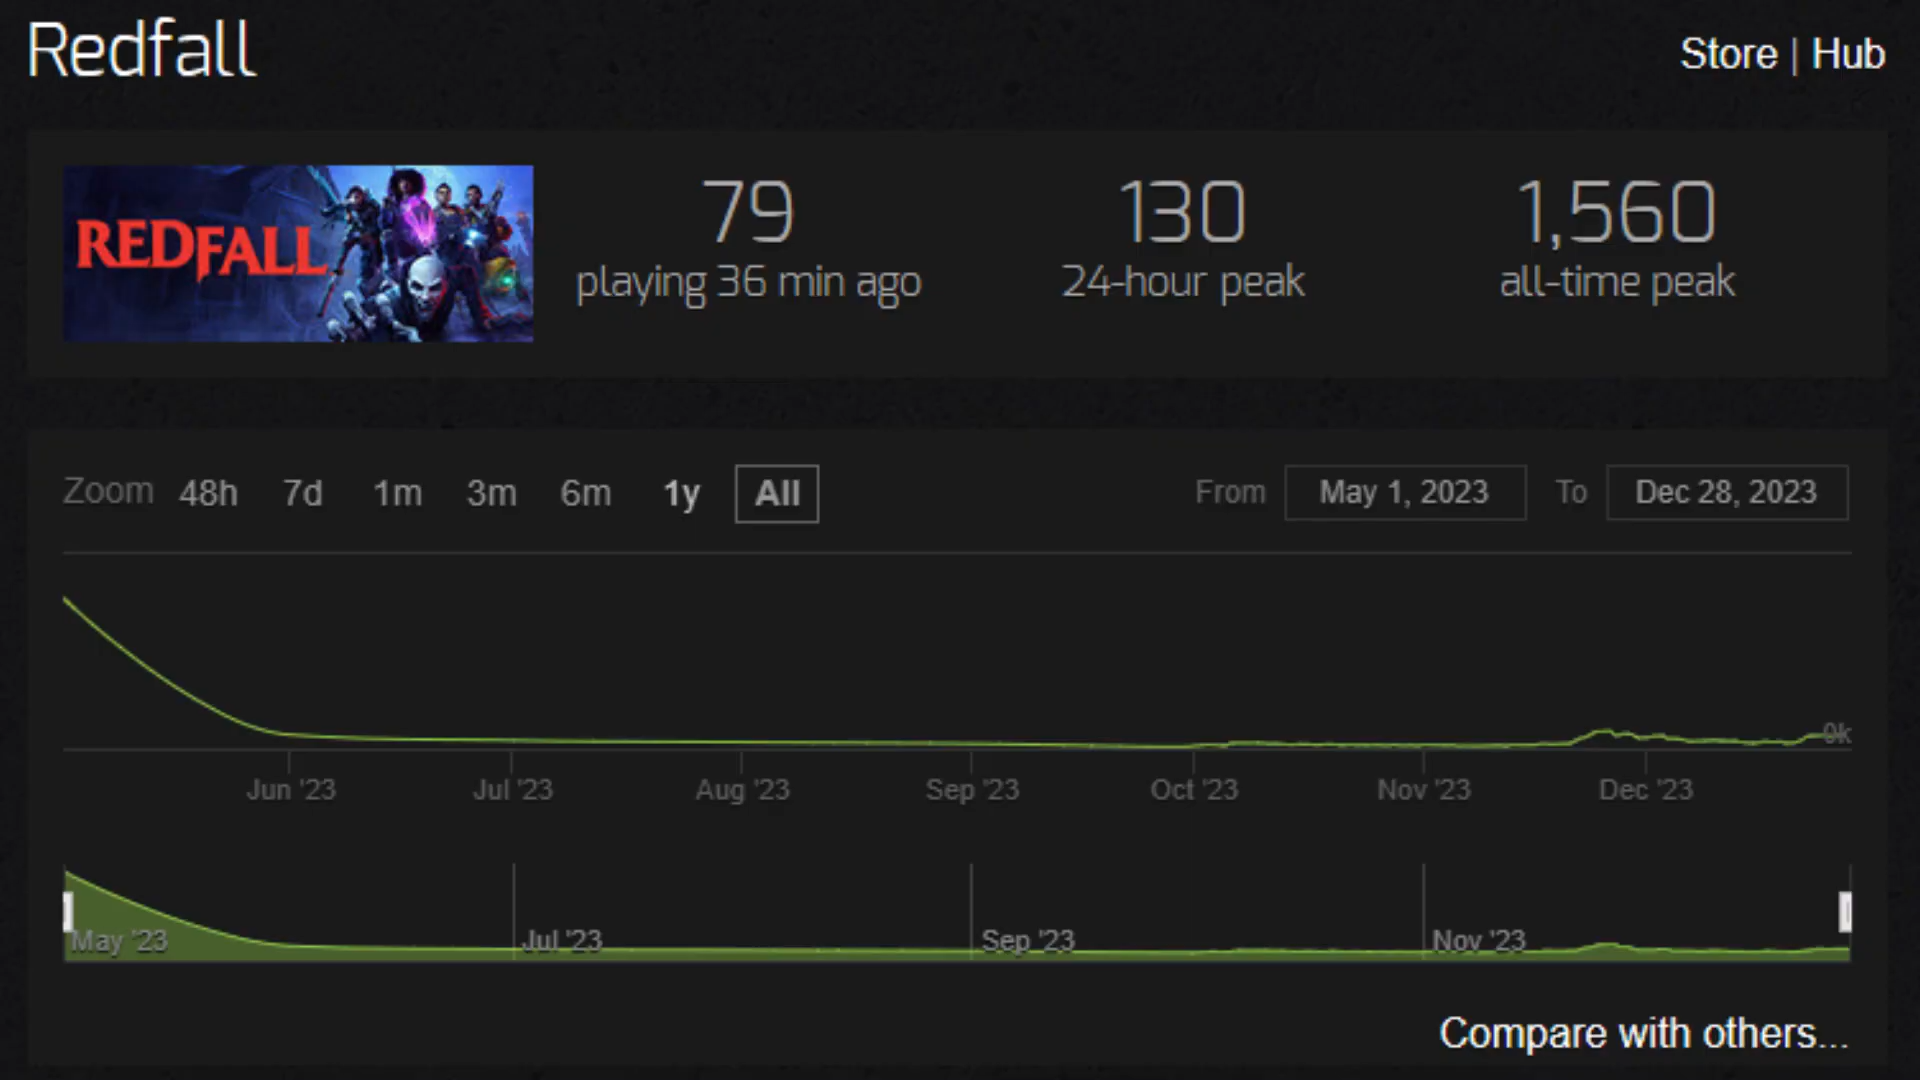 Redfall
Store | Hub
REDFALL
79
playing 36 min ago
130
24-hour peak
1,560
all-time peak
Zoom 48h 7d 1m 3m 6m 1y All
From May 1, 2023 To Dec 28, 2023
0k
Jun '23 Jul '23 Aug '23 Sep '23 Oct '23 Nov '23 Dec '23
May '23 Jul '23 Sep '23 Nov '23
Compare with others...